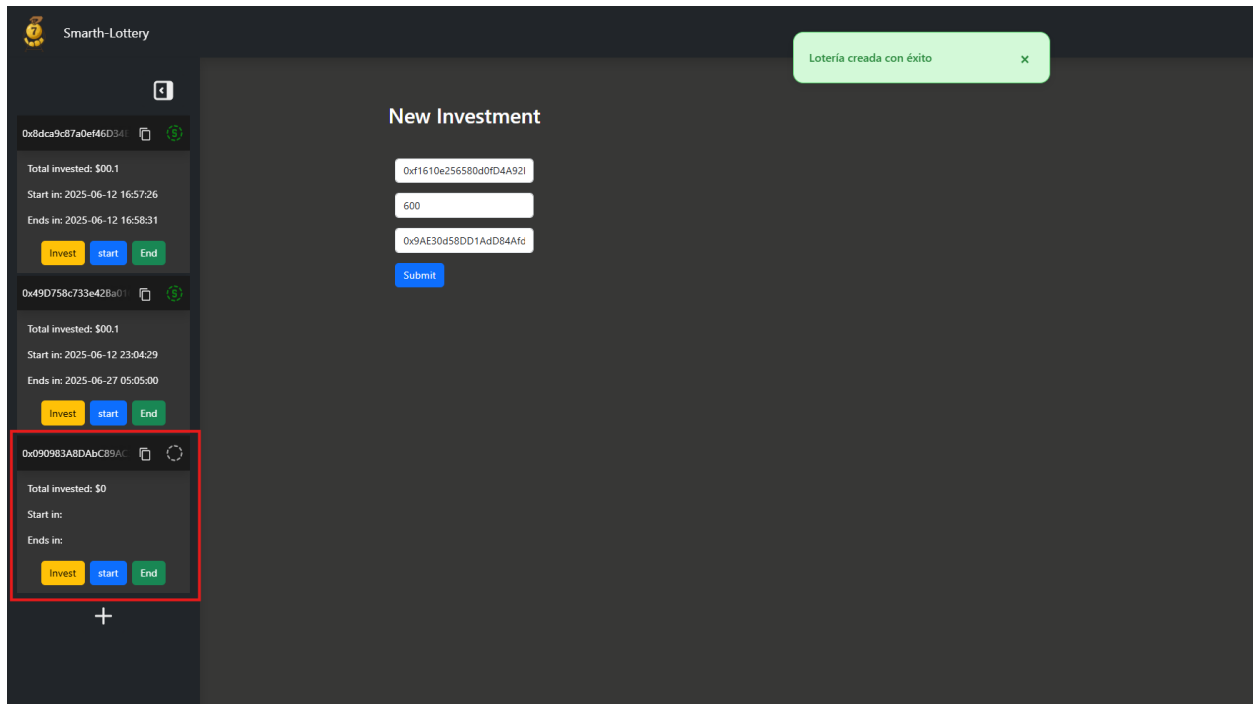 Smarth-Lottery
Lotería creada con éxito ×
New Investment
0x8dca9c87a0ef46D34
Total invested: $00.1
Start in: 2025-06-12 16:57:26
Ends in: 2025-06-12 16:58:31
Invest start End
0x49D758c733e42Ba01
Total invested: $00.1
Start in: 2025-06-12 23:04:29
Ends in: 2025-06-27 05:05:00
Invest start End
0x090983A8DAbC89AC
Total invested: $0
Start in:
Ends in:
Invest start End
0xf1610e256580d0fD4A92
600
0x9AE30d58DD1AdD84Afd
Submit